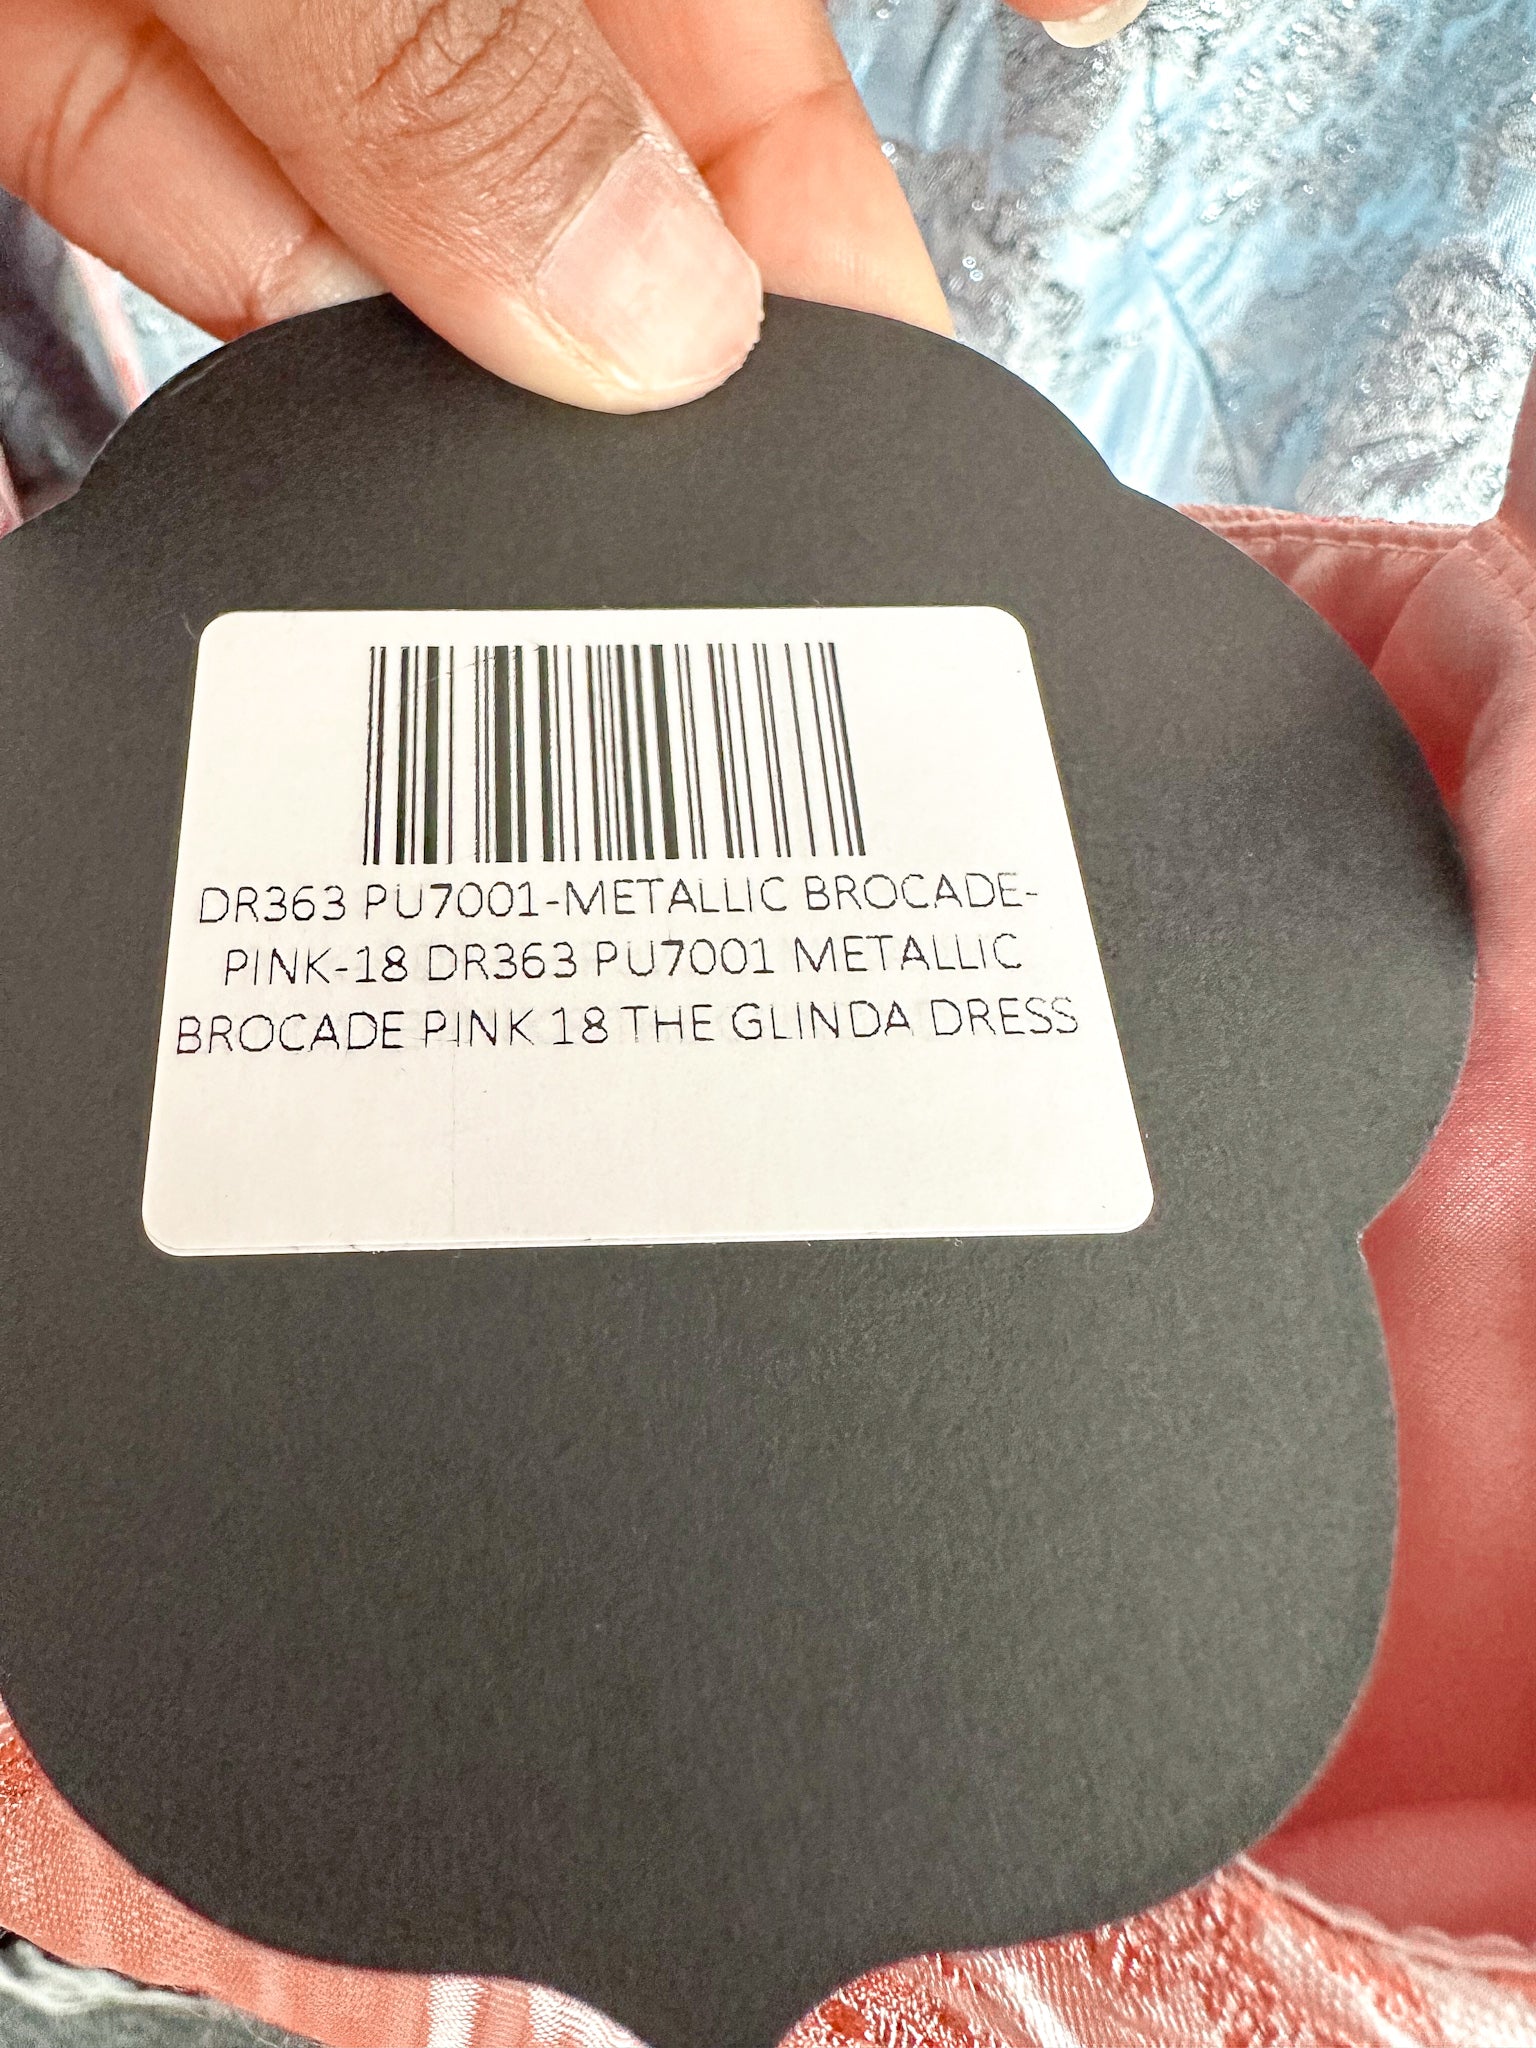 DR363 PU7001-METALLIC BROCADE-
PINK-18 DR363 PU7001 METALLIC
BROCADE PINK 18 THE GLINDA DRESS